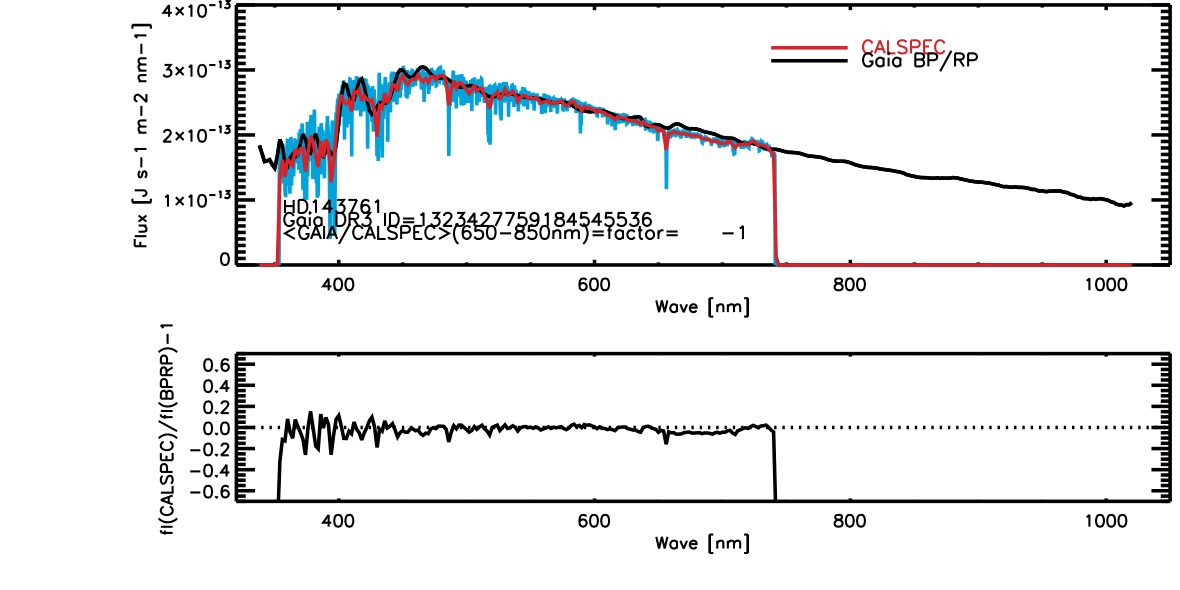 4×10−13
3×10−13
2×10−13
1×10−13
0
Flux [J s−1 m−2 nm−1]
CALSPEC
Gaia BP/RP
HD143761
Gaia DR3 ID=1323427759184545536
<GAIA/CALSPEC>(650−850nm)=factor= −1
400 600 800 1000
Wave [nm]
fl(CALSPEC)/fl(BPRP)−1
0.6
0.4
0.2
0.0
−0.2
−0.4
−0.6
400 600 800 1000
Wave [nm]